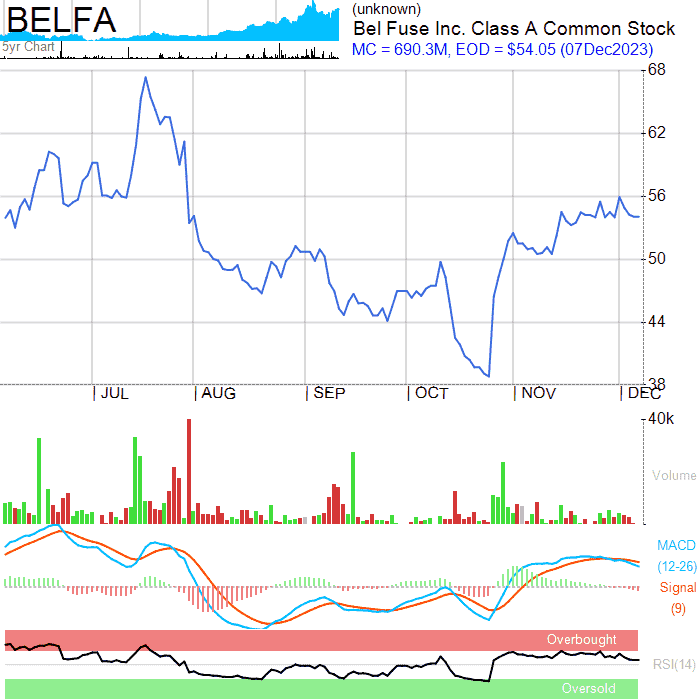 BELFA
(unknown)
Bel Fuse Inc. Class A Common Stock
5yr Chart
MC = 690.3M, EOD = $54.05 (07Dec2023)
68
62
56
50
44
38
JUL AUG SEP OCT NOV DEC
40k
Volume
MACD
(12-26)
Signal
(9)
Overbought
RSI(14)
Oversold